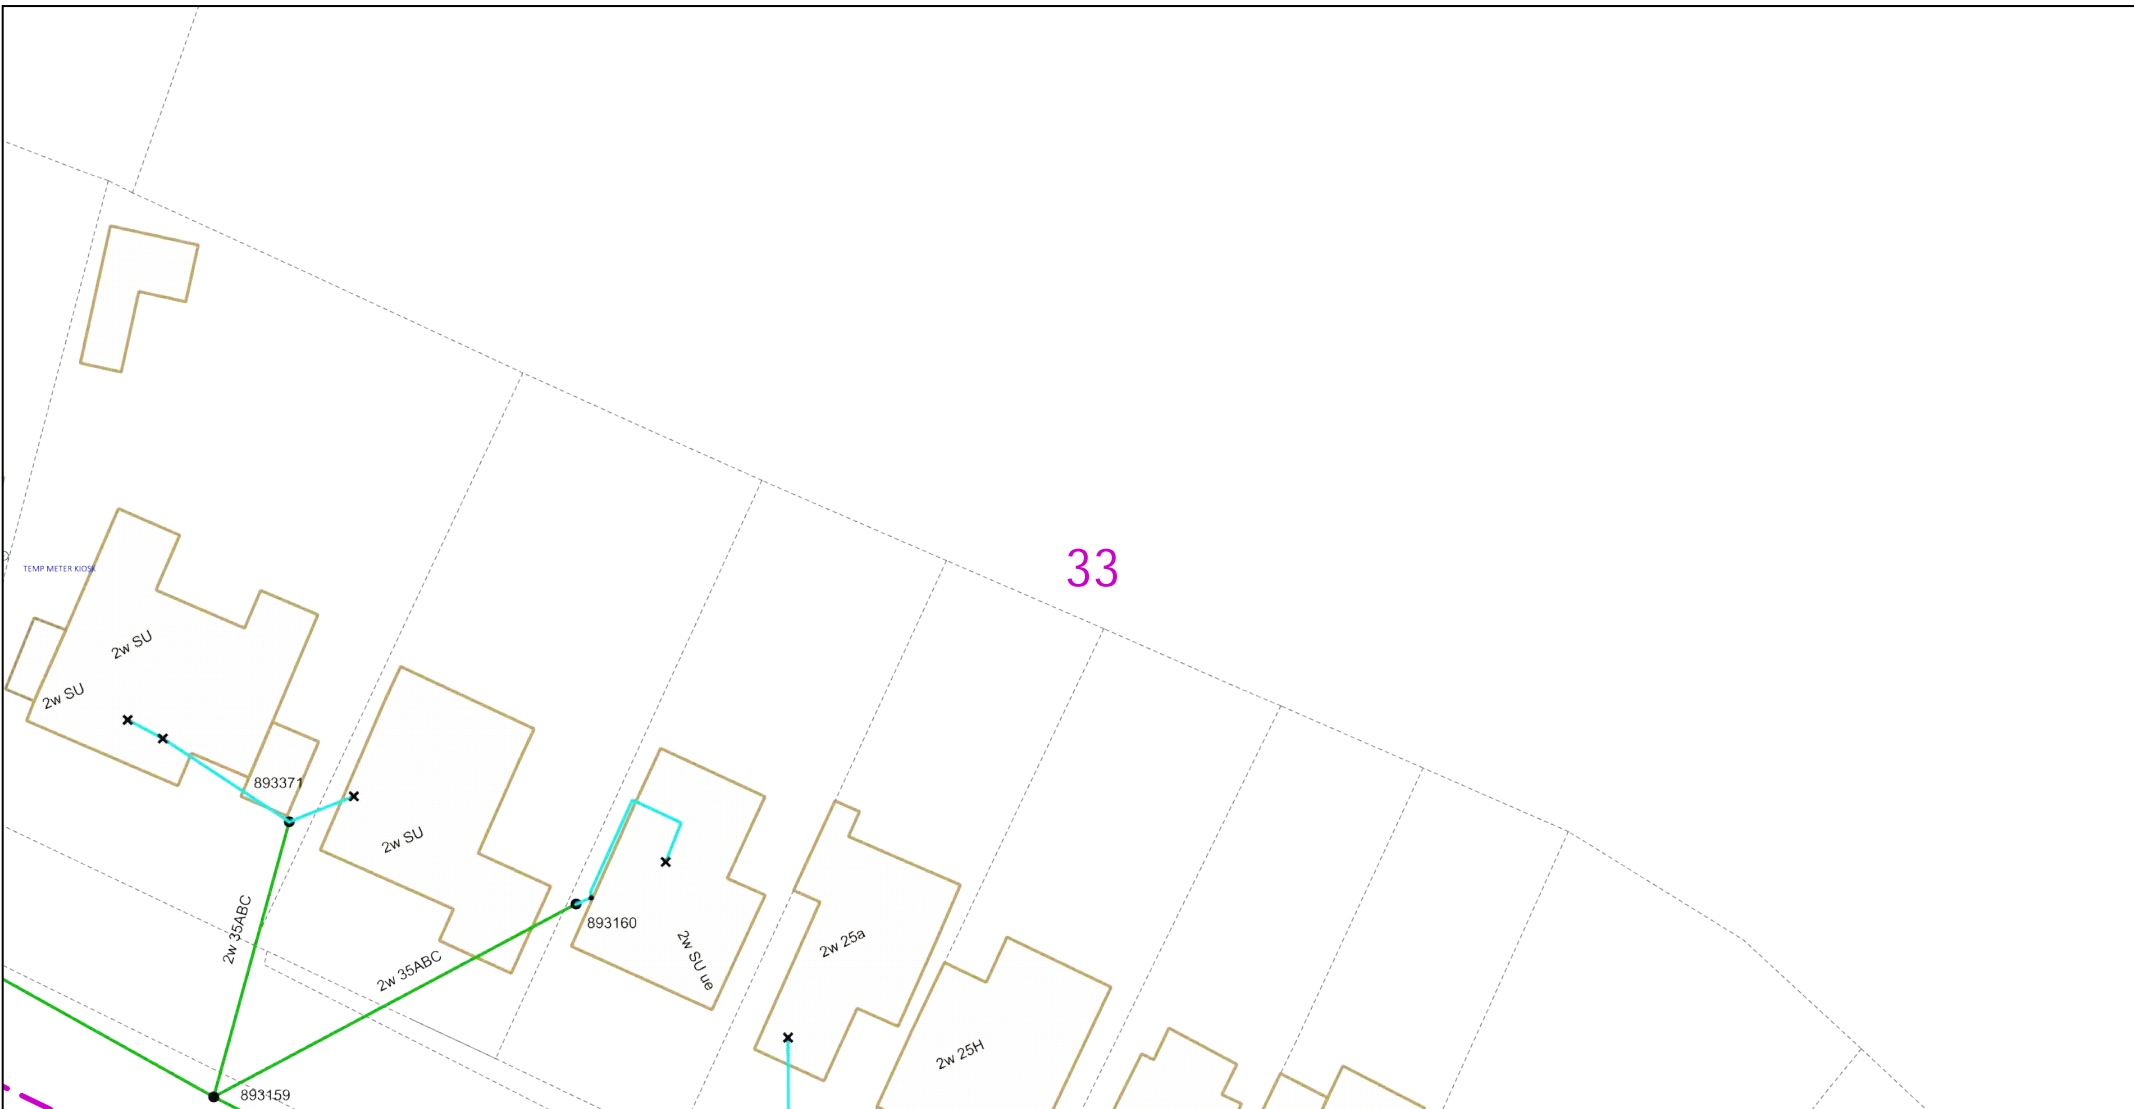 33
TEMP METER KIOSK
2w SU
2w SU
893371
2w SU
893160
2w 35ABC
2w 35ABC
2w SU ue
2w 25a
2w 25H
893159